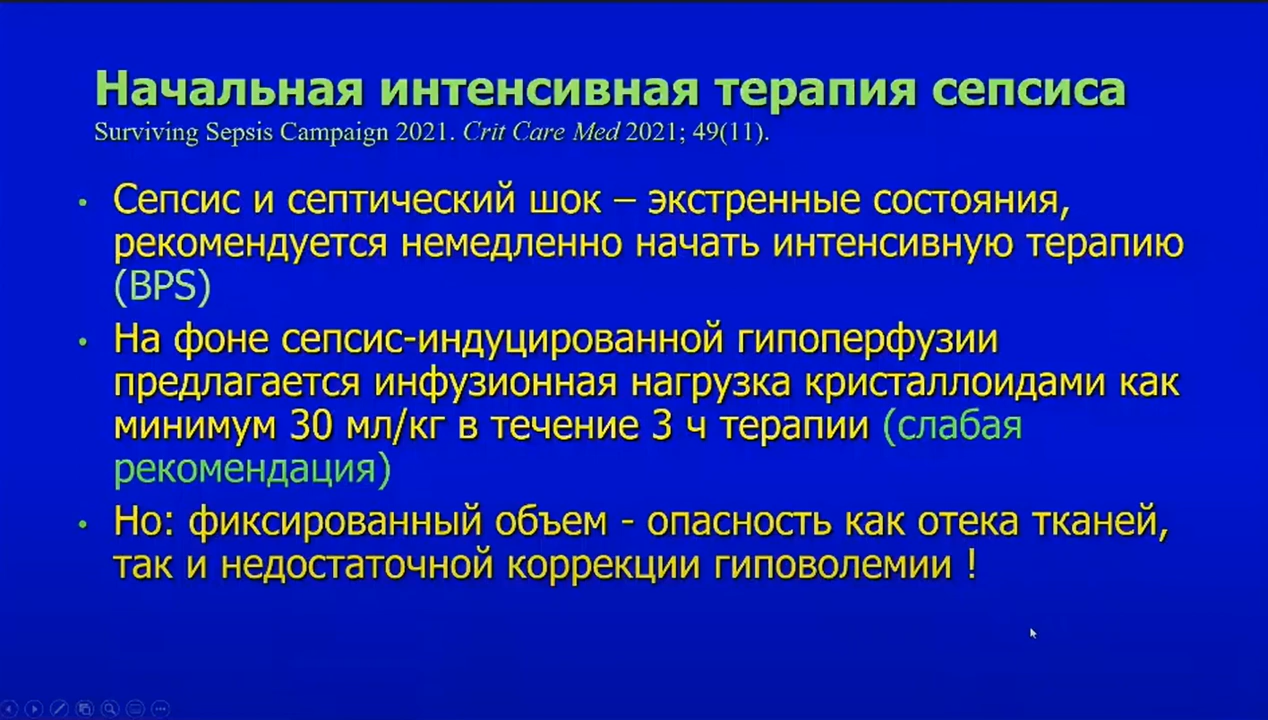 Начальная интенсивная терапия сепсиса
Surviving Sepsis Campaign 2021. Crit Care Med 2021; 49(11).
• Сепсис и септический шок – экстренные состояния,
рекомендуется немедленно начать интенсивную терапию
(BPS)
• На фоне сепсис-индуцированной гипоперфузии
предлагается инфузионная нагрузка кристаллоидами как
минимум 30 мл/кг в течение 3 ч терапии (слабая
рекомендация)
• Но: фиксированный объем - опасность как отека тканей,
так и недостаточной коррекции гиповолемии !